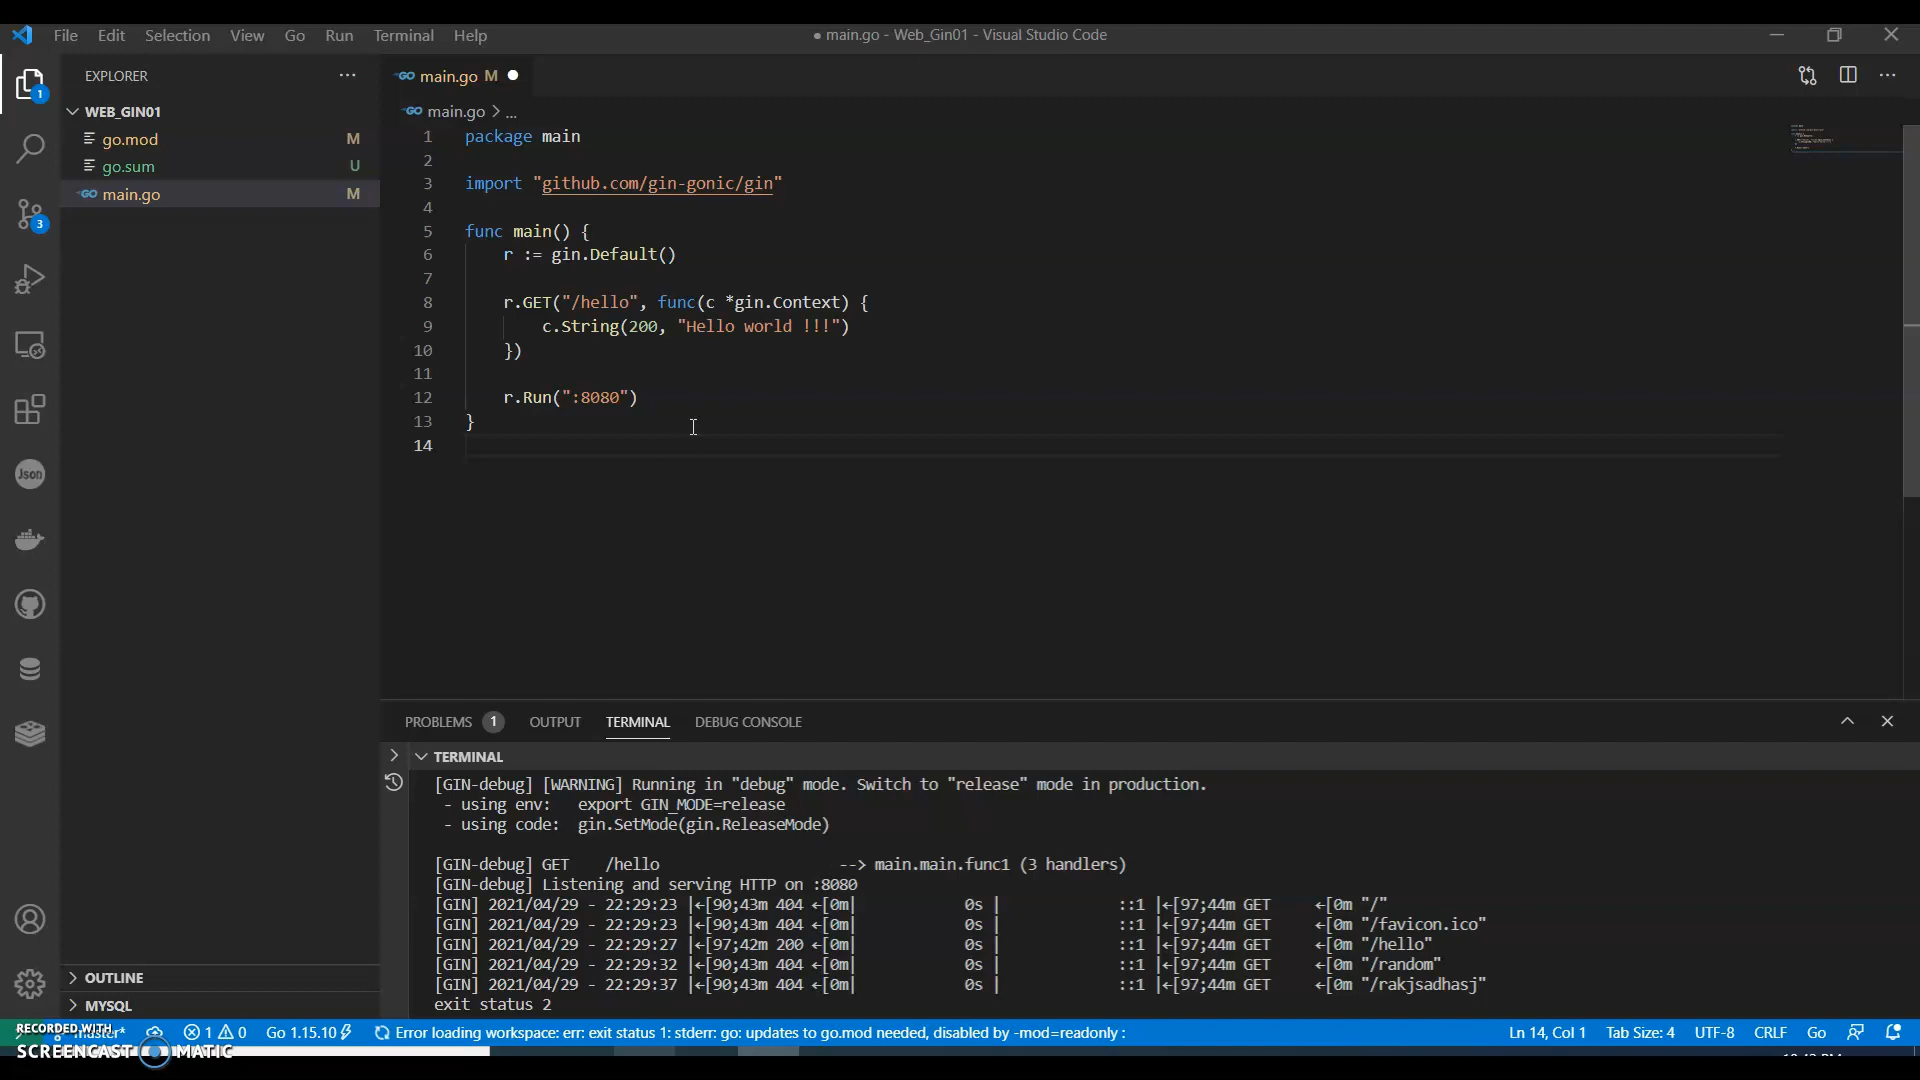 File Edit Selection View Go Run Terminal Help
● main.go - Web_Gin01 - Visual Studio Code
EXPLORER
WEB_GIN01
go.mod M
go.sum U
main.go M
OUTLINE
MYSQL
1
3
Json
GO main.go M
GO main.go > ...
1 package main
2
3 import "github.com/gin-gonic/gin"
4
5 func main() {
6 r := gin.Default()
7
8 r.GET("/hello", func(c *gin.Context) {
9 c.String(200, "Hello world !!!")
10 })
11
12 r.Run(":8080")
13 }
14
PROBLEMS 1 OUTPUT TERMINAL DEBUG CONSOLE
TERMINAL
[GIN-debug] [WARNING] Running in "debug" mode. Switch to "release" mode in production.
- using env: export GIN_MODE=release
- using code: gin.SetMode(gin.ReleaseMode)
[GIN-debug] GET /hello --> main.main.func1 (3 handlers)
[GIN-debug] Listening and serving HTTP on :8080
[GIN] 2021/04/29 - 22:29:23 |←[90;43m 404 ←[0m| 0s | ::1 |←[97;44m GET ←[0m "/"
[GIN] 2021/04/29 - 22:29:23 |←[90;43m 404 ←[0m| 0s | ::1 |←[97;44m GET ←[0m "/favicon.ico"
[GIN] 2021/04/29 - 22:29:27 |←[97;42m 200 ←[0m| 0s | ::1 |←[97;44m GET ←[0m "/hello"
[GIN] 2021/04/29 - 22:29:32 |←[90;43m 404 ←[0m| 0s | ::1 |←[97;44m GET ←[0m "/random"
[GIN] 2021/04/29 - 22:29:37 |←[90;43m 404 ←[0m| 0s | ::1 |←[97;44m GET ←[0m "/rakjsadhasj"
exit status 2
master* 1 0 Go 1.15.10 Error loading workspace: err: exit status 1: stderr: go: updates to go.mod needed, disabled by -mod=readonly : Ln 14, Col 1 Tab Size: 4 UTF-8 CRLF Go
RECORDED WITH
SCREENCAST MATIC